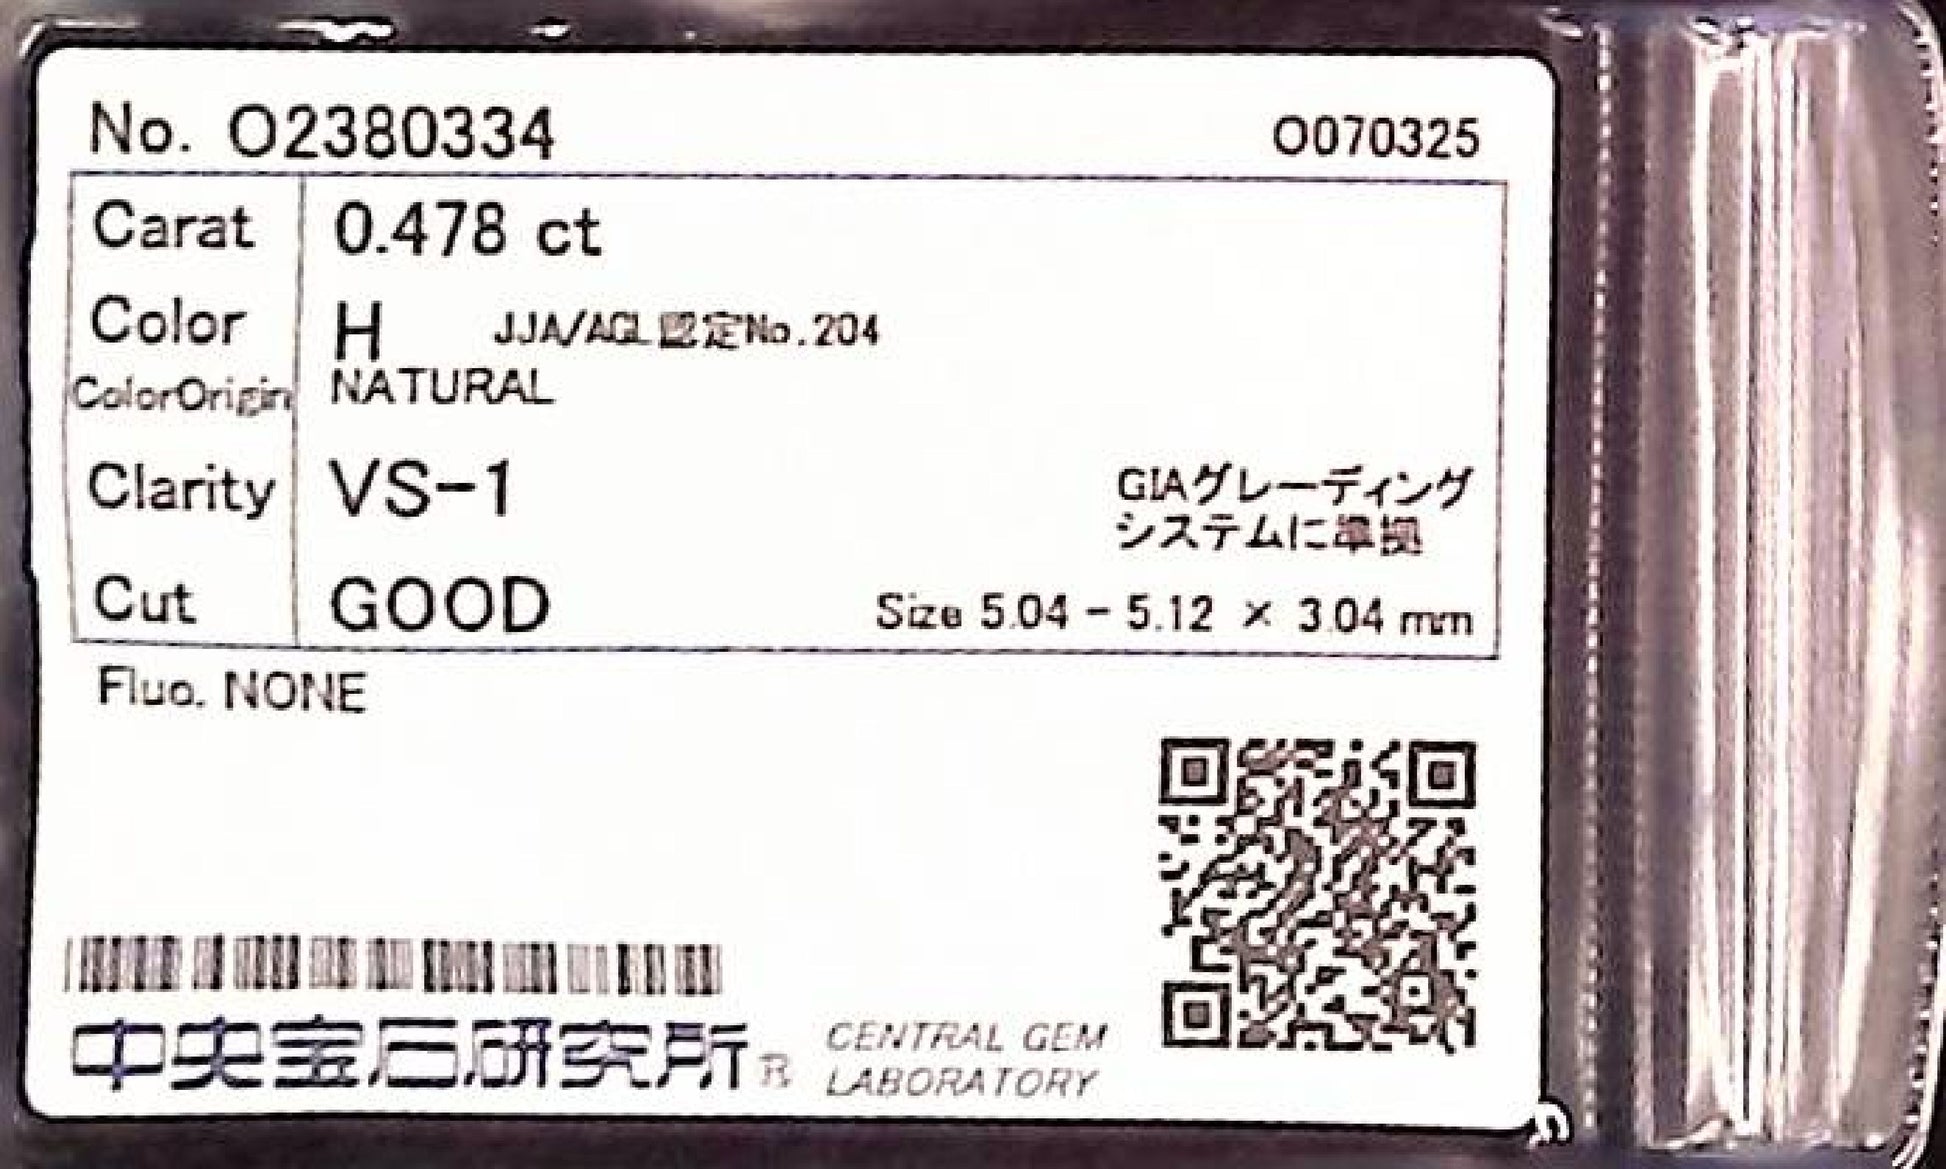 No. O2380334 O070325
Carat 0.478 ct
Color H JJA/AGL認定No.204
ColorOrigin NATURAL
Clarity VS-1
GIAグレーディング
システムに準拠
Cut GOOD Size 5.04 - 5.12 × 3.04 mm
Fluo. NONE
中央宝石研究所® CENTRAL GEM
LABORATORY